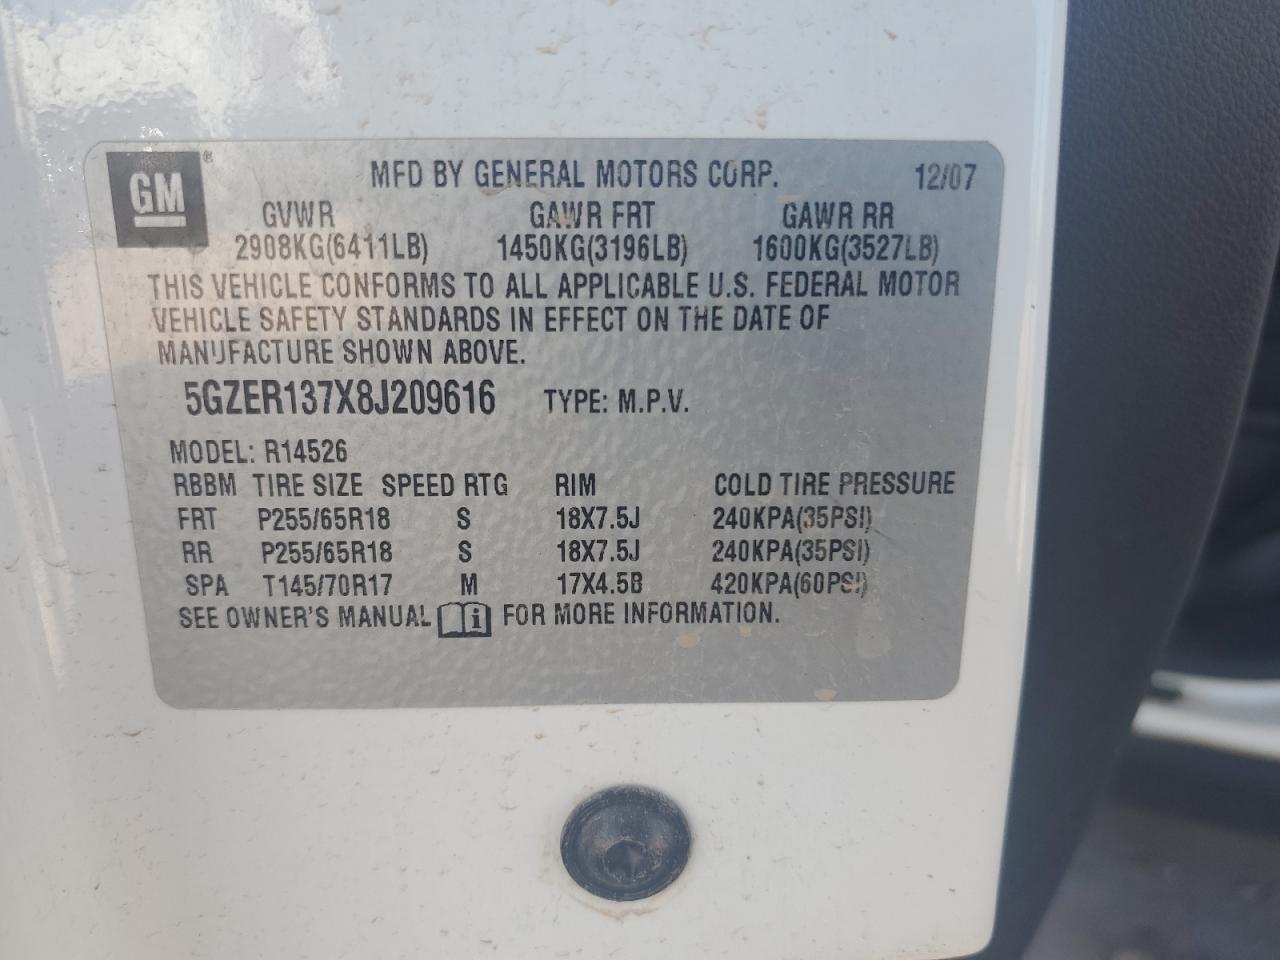 GM® MFD BY GENERAL MOTORS CORP. 12/07
GVWR GAWR FRT GAWR RR
2908KG(6411LB) 1450KG(3196LB) 1600KG(3527LB)
THIS VEHICLE CONFORMS TO ALL APPLICABLE U.S. FEDERAL MOTOR
VEHICLE SAFETY STANDARDS IN EFFECT ON THE DATE OF
MANUFACTURE SHOWN ABOVE.
5GZER137X8J209616 TYPE: M.P.V.
MODEL: R14526
RBBM TIRE SIZE SPEED RTG RIM COLD TIRE PRESSURE
FRT P255/65R18 S 18X7.5J 240KPA(35PSI)
RR P255/65R18 S 18X7.5J 240KPA(35PSI)
SPA T145/70R17 M 17X4.5B 420KPA(60PSI)
SEE OWNER'S MANUAL i FOR MORE INFORMATION.